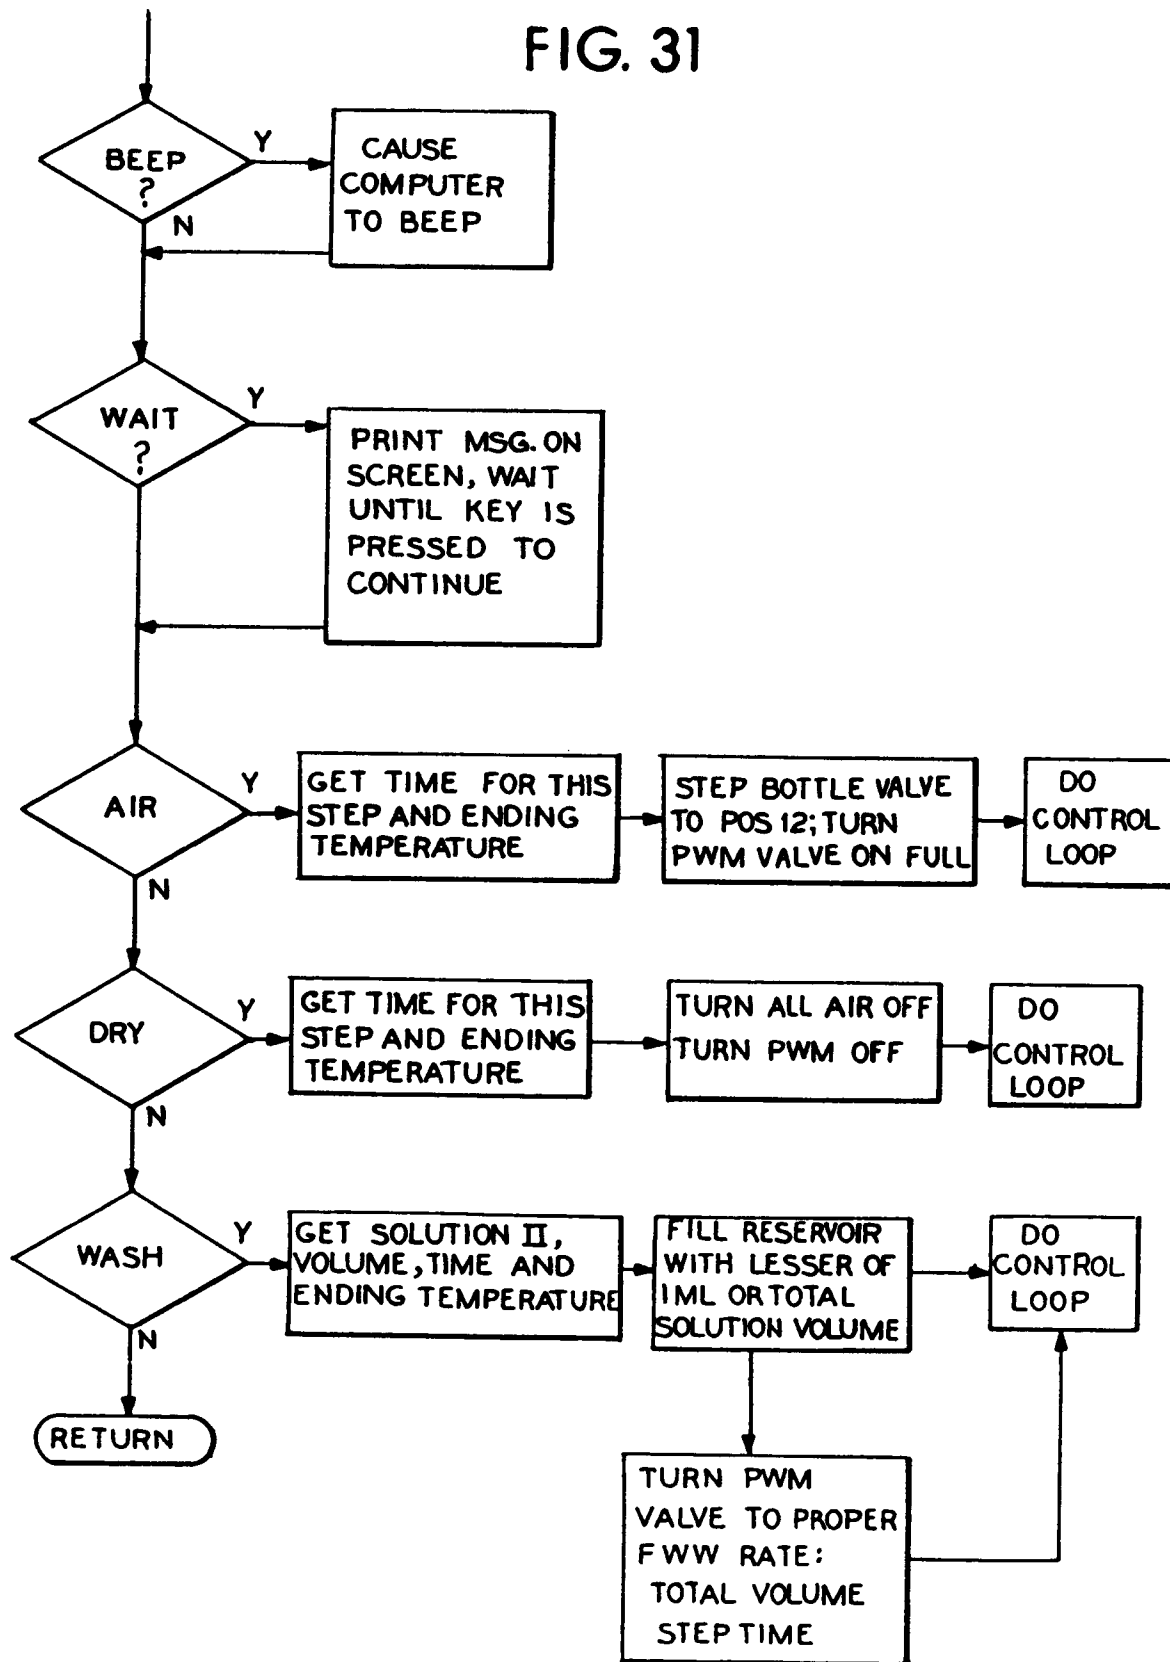 FIG. 31
BEEP
?
Y
N
CAUSE
COMPUTER
TO BEEP
WAIT
?
Y
PRINT MSG. ON
SCREEN, WAIT
UNTIL KEY IS
PRESSED TO
CONTINUE
AIR
Y
N
GET TIME FOR THIS
STEP AND ENDING
TEMPERATURE
STEP BOTTLE VALVE
TO POS 12; TURN
PWM VALVE ON FULL
DO
CONTROL
LOOP
DRY
Y
N
GET TIME FOR THIS
STEP AND ENDING
TEMPERATURE
TURN ALL AIR OFF
TURN PWM OFF
DO
CONTROL
LOOP
WASH
Y
N
GET SOLUTION II,
VOLUME, TIME AND
ENDING TEMPERATURE
FILL RESERVOIR
WITH LESSER OF
1 ML OR TOTAL
SOLUTION VOLUME
DO
CONTROL
LOOP
RETURN
TURN PWM
VALVE TO PROPER
FWW RATE:
TOTAL VOLUME
STEP TIME